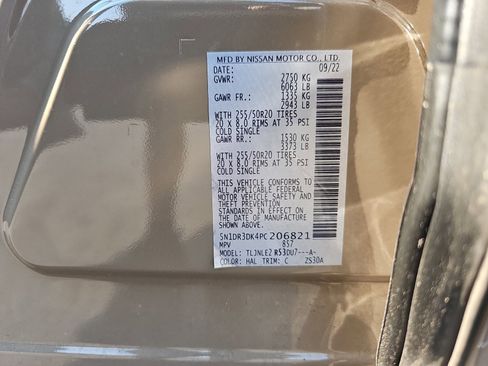 MFD BY NISSAN MOTOR CO., LTD.
DATE: 09/22
GVWR: 2750 KG
6063 LB
GAWR FR.: 1335 KG
2943 LB
WITH 255/50R20 TIRES
20 X 8.0 RIMS AT 35 PSI
COLD SINGLE
GAWR RR.: 1530 KG
3373 LB
WITH 255/50R20 TIRES
20 X 8.0 RIMS AT 35 PSI
COLD SINGLE
THIS VEHICLE CONFORMS TO
ALL APPLICABLE FEDERAL
MOTOR VEHICLE SAFETY AND
THEFT PREVENTION
STANDARDS IN EFFECT ON
THE DATE OF MANUFACTURE
SHOWN ABOVE.
5N1DR3DK4PC206821
MPV 857
MODEL: TLJNLE2 R53DU7---A-
COLOR: HAL TRIM: C ZS30A